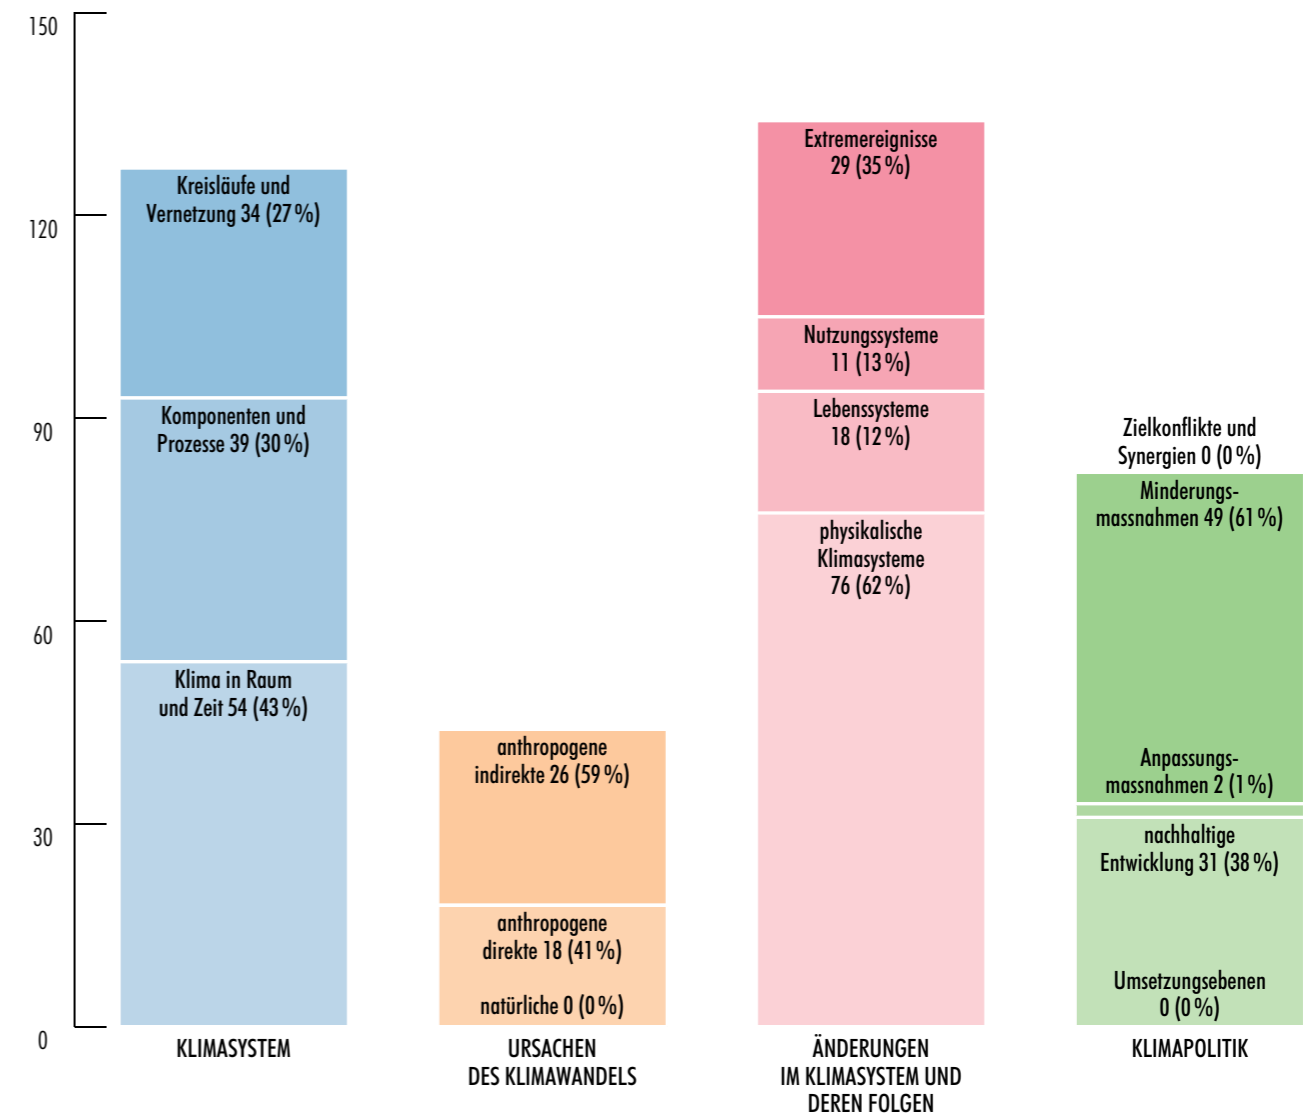 150
120
90
60
30
0
Kreisläufe und
Vernetzung 34 (27 %)
Komponenten und
Prozesse 39 (30 %)
Klima in Raum
und Zeit 54 (43 %)
KLIMASYSTEM
anthropogene
indirekte 26 (59 %)
anthropogene
direkte 18 (41 %)
natürliche 0 (0 %)
URSACHEN
DES KLIMAWANDELS
Extremereignisse
29 (35 %)
Nutzungssysteme
11 (13 %)
Lebenssysteme
18 (12 %)
physikalische
Klimasysteme
76 (62 %)
ÄNDERUNGEN
IM KLIMASYSTEM UND
DEREN FOLGEN
Zielkonflikte und
Synergien 0 (0 %)
Minderungs-
massnahmen 49 (61 %)
Anpassungs-
massnahmen 2 (1 %)
nachhaltige
Entwicklung 31 (38 %)
Umsetzungsebenen
0 (0 %)
KLIMAPOLITIK